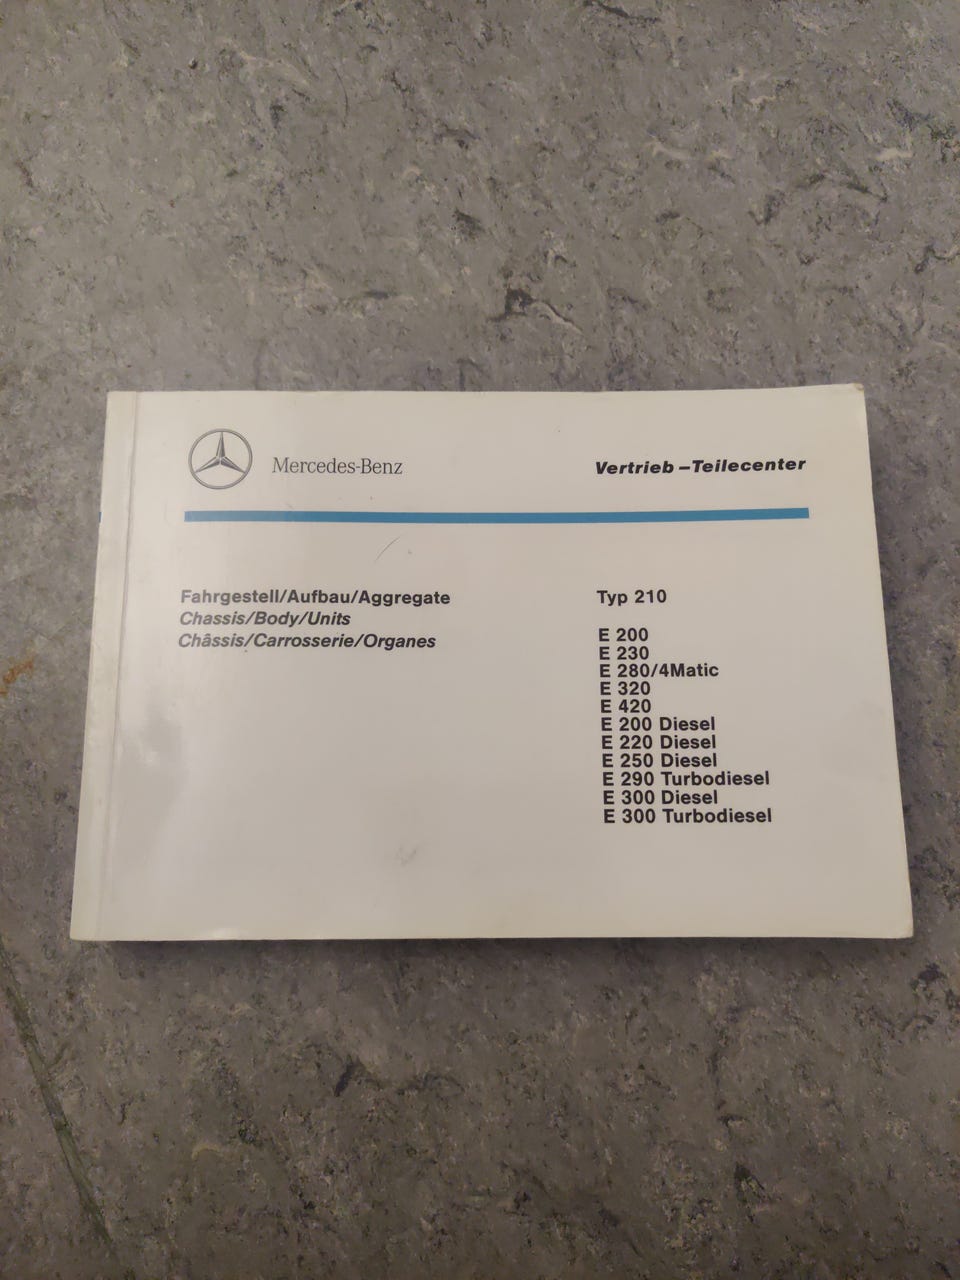 Mercedes-Benz
Vertrieb-Teilecenter
Fahrgestell/Aufbau/Aggregate
Chassis/Body/Units
Châssis/Carrosserie/Organes
Typ 210
E 200
E 230
E 280/4Matic
E 320
E 420
E 200 Diesel
E 220 Diesel
E 250 Diesel
E 290 Turbodiesel
E 300 Diesel
E 300 Turbodiesel